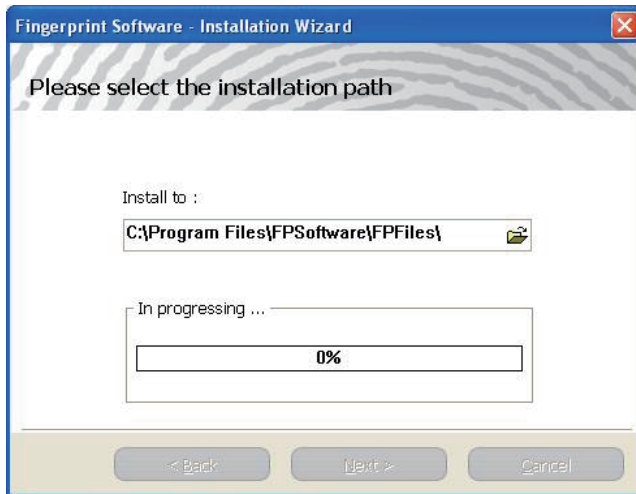 Fingerprint Software - Installation Wizard
Please select the installation path
Install to :
C:\Program Files\FPSoftware\FPFiles\
In progressing ...
0%
< Back Next > Cancel